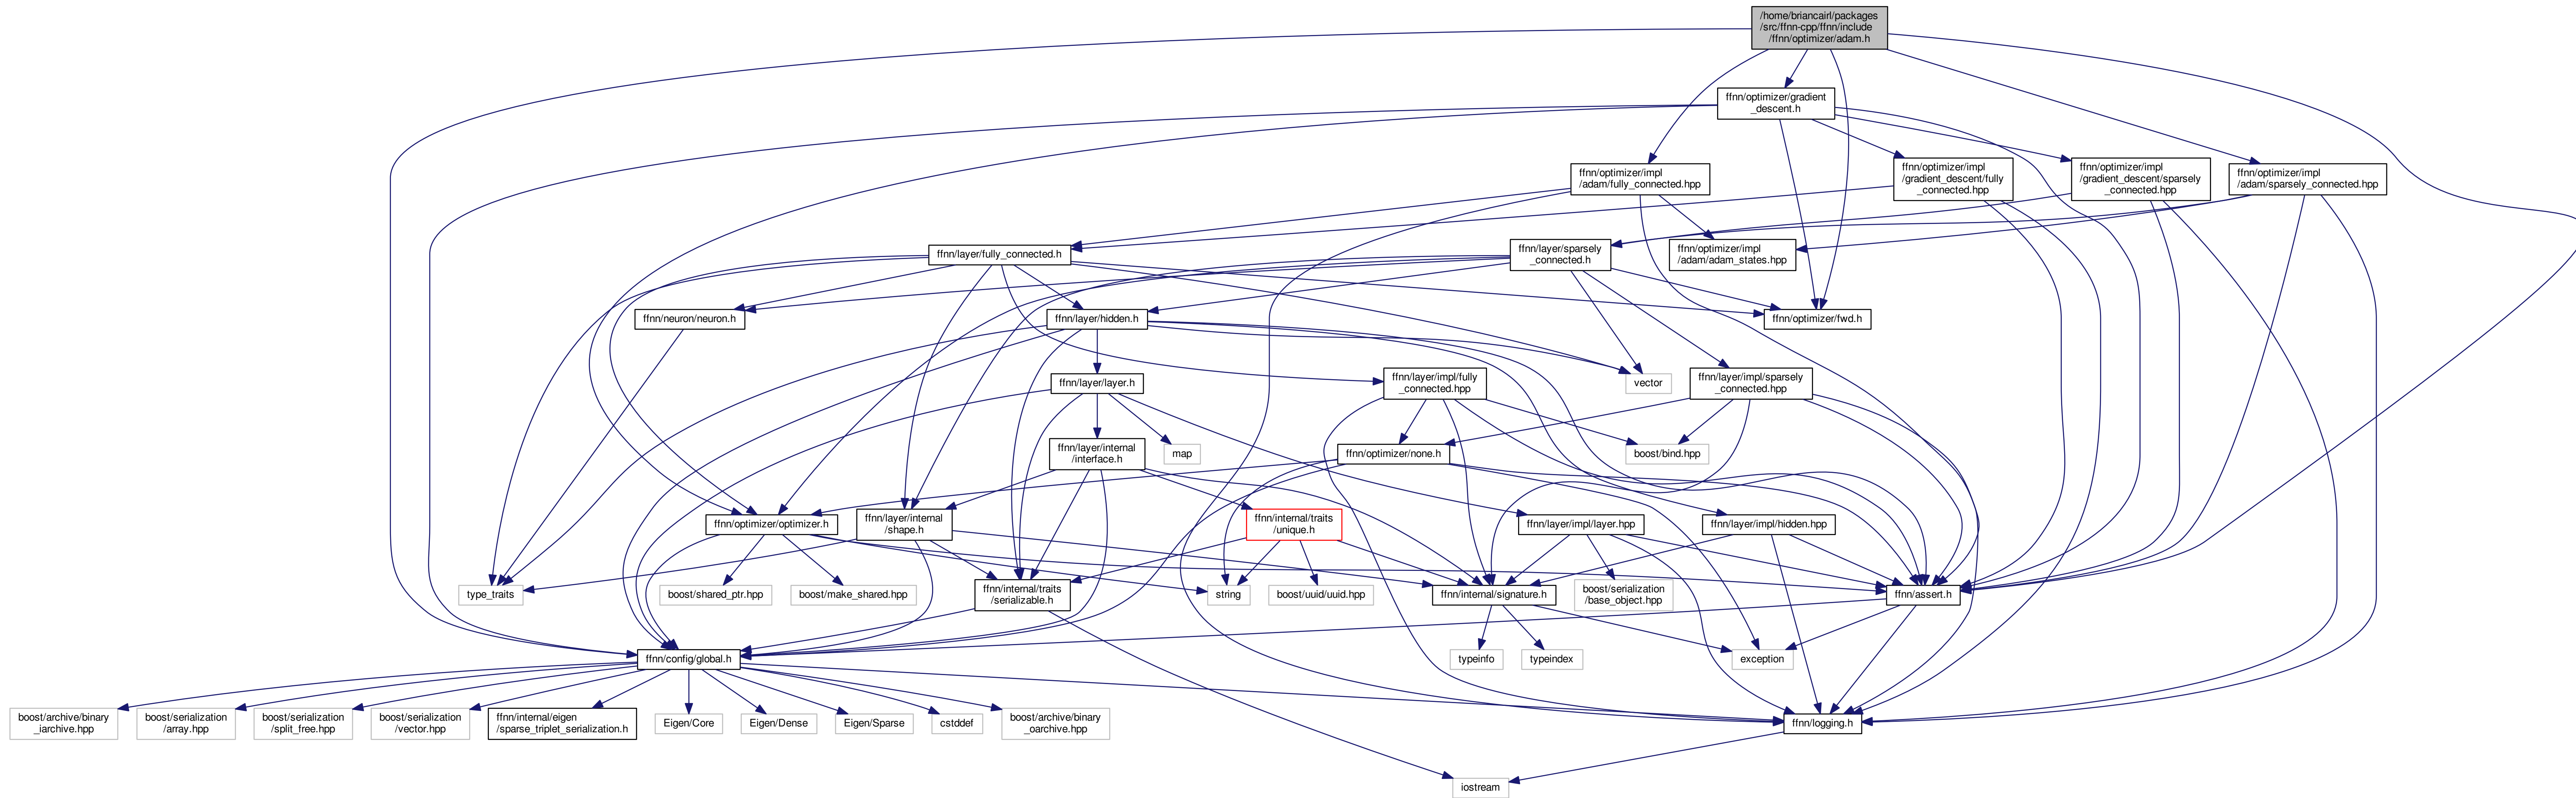 /home/briancairl/packages
/src/ffnn-cpp/ffnn/include
/ffnn/optimizer/adam.h
ffnn/optimizer/gradient
_descent.h
ffnn/optimizer/impl
/adam/fully_connected.hpp
ffnn/optimizer/impl
/gradient_descent/fully
_connected.hpp
ffnn/optimizer/impl
/gradient_descent/sparsely
_connected.hpp
ffnn/optimizer/impl
/adam/sparsely_connected.hpp
ffnn/layer/fully_connected.h
ffnn/layer/sparsely
_connected.h
ffnn/optimizer/impl
/adam/adam_states.hpp
ffnn/neuron/neuron.h
ffnn/layer/hidden.h
ffnn/optimizer/fwd.h
ffnn/layer/layer.h
ffnn/layer/impl/fully
_connected.hpp
vector
ffnn/layer/impl/sparsely
_connected.hpp
ffnn/layer/internal
/interface.h
map
ffnn/optimizer/none.h
boost/bind.hpp
ffnn/optimizer/optimizer.h
ffnn/layer/internal
/shape.h
ffnn/internal/traits
/unique.h
ffnn/layer/impl/layer.hpp
ffnn/layer/impl/hidden.hpp
type_traits
boost/shared_ptr.hpp
boost/make_shared.hpp
ffnn/internal/traits
/serializable.h
string
boost/uuid/uuid.hpp
ffnn/internal/signature.h
boost/serialization
/base_object.hpp
ffnn/assert.h
ffnn/config/global.h
typeinfo
typeindex
exception
boost/archive/binary
_iarchive.hpp
boost/serialization
/array.hpp
boost/serialization
/split_free.hpp
boost/serialization
/vector.hpp
ffnn/internal/eigen
/sparse_triplet_serialization.h
Eigen/Core
Eigen/Dense
Eigen/Sparse
cstddef
boost/archive/binary
_oarchive.hpp
ffnn/logging.h
iostream